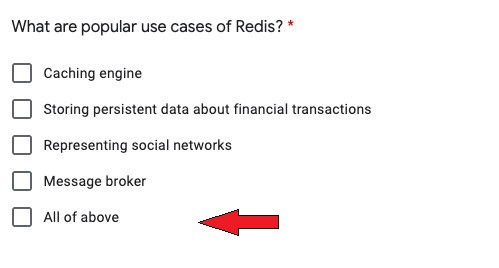 What are popular use cases of Redis? *
Caching engine
Storing persistent data about financial transactions
Representing social networks
Message broker
All of above